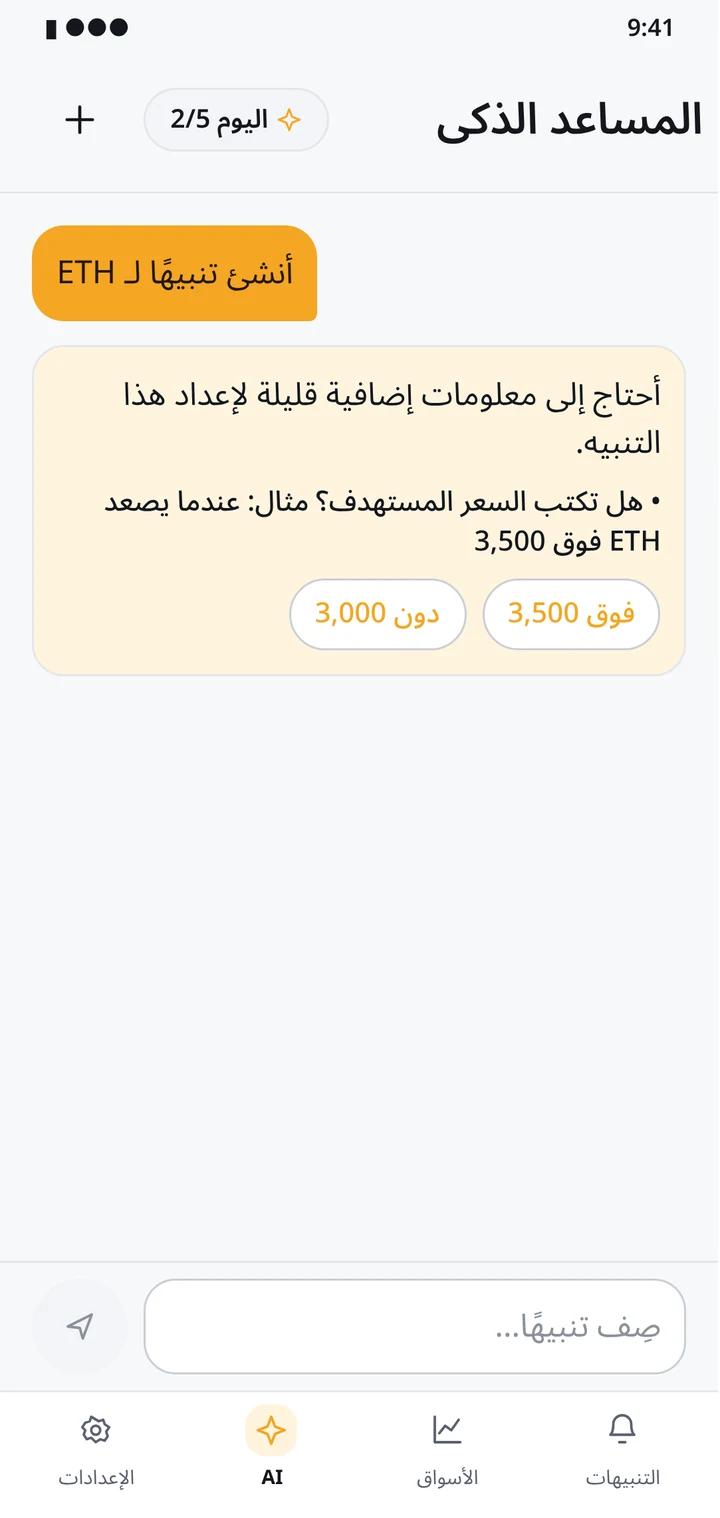 9:41
المساعد الذكي
اليوم 2/5
أنشئ تنبيهًا لـ ETH
أحتاج إلى معلومات إضافية قليلة لإعداد هذا
التنبيه.
• هل تكتب السعر المستهدف؟ مثال: عندما يصعد
ETH فوق 3,500
فوق 3,500
دون 3,000
صِف تنبيهًا...
التنبيهات
الأسواق
AI
الإعدادات